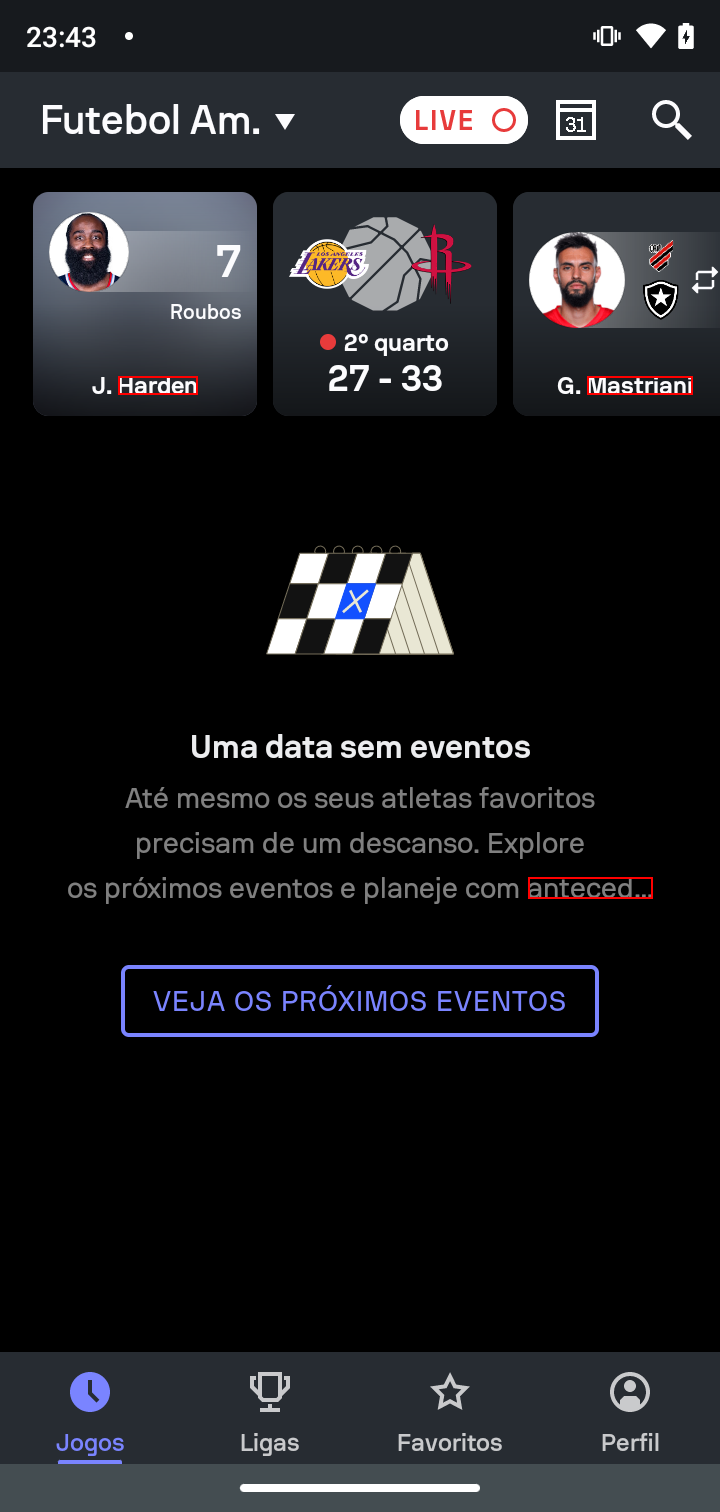 23:43
Futebol Am.
LIVE
31
7
Roubos
J. Harden
LOS ANGELES
LAKERS
2º quarto
27 - 33
G. Mastriani
Uma data sem eventos
Até mesmo os seus atletas favoritos
precisam de um descanso. Explore
os próximos eventos e planeje com anteced...
VEJA OS PRÓXIMOS EVENTOS
Jogos
Ligas
Favoritos
Perfil